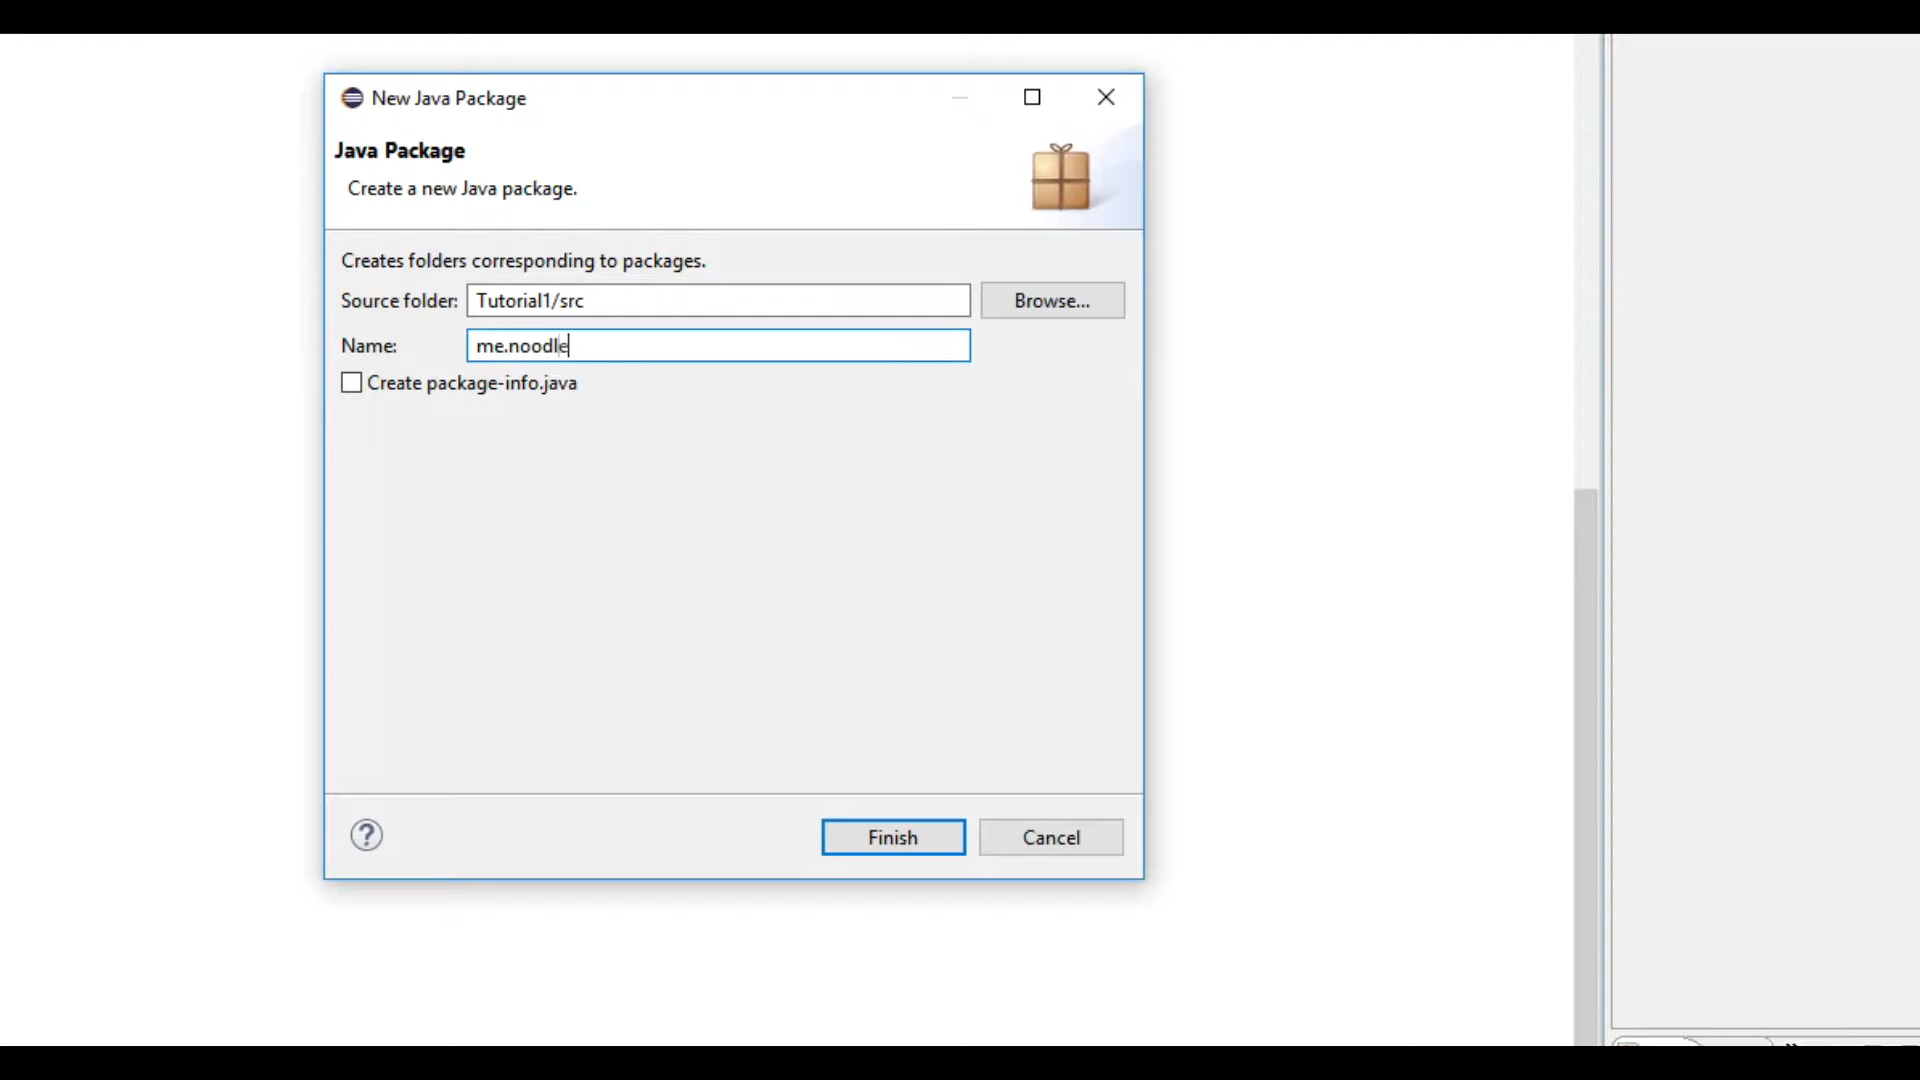 New Java Package
Java Package
Create a new Java package.
Creates folders corresponding to packages.
Source folder: Tutorial1/src Browse...
Name: me.noodle
Create package-info.java
? Finish Cancel